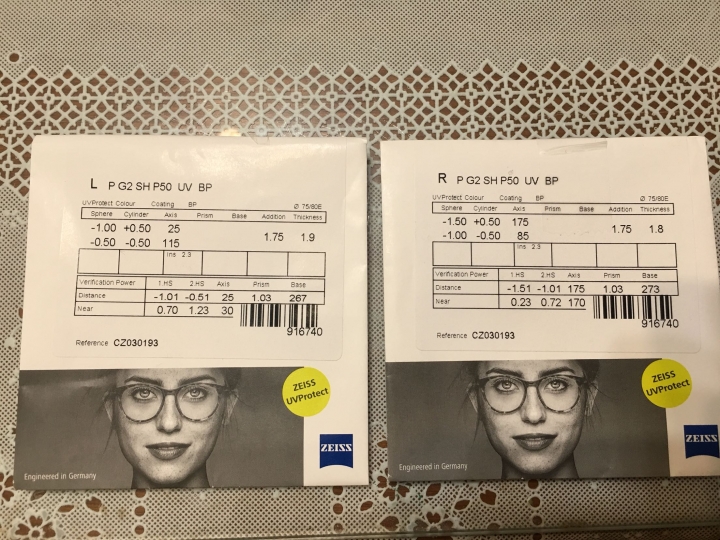 L P G2 SH P50 UV BP
UVProtect Colour Coating BP Ø 75/80E
Sphere Cylinder Axis Prism Base Addition Thickness
-1.00 +0.50 25 1.75 1.9
-0.50 -0.50 115
Ins 2.3
Verification Power 1.HS 2.HS Axis Prism Base
Distance -1.01 -0.51 25 1.03 267
Near 0.70 1.23 30
916740
Reference CZ030193
ZEISS
UVProtect
ZEISS
Engineered in Germany
R P G2 SH P50 UV BP
UVProtect Colour Coating BP Ø 75/80E
Sphere Cylinder Axis Prism Base Addition Thickness
-1.50 +0.50 175 1.75 1.8
-1.00 -0.50 85
Ins 2.3
Verification Power 1.HS 2.HS Axis Prism Base
Distance -1.51 -1.01 175 1.03 273
Near 0.23 0.72 170
916740
Reference CZ030193
ZEISS
UVProtect
ZEISS
Engineered in Germany